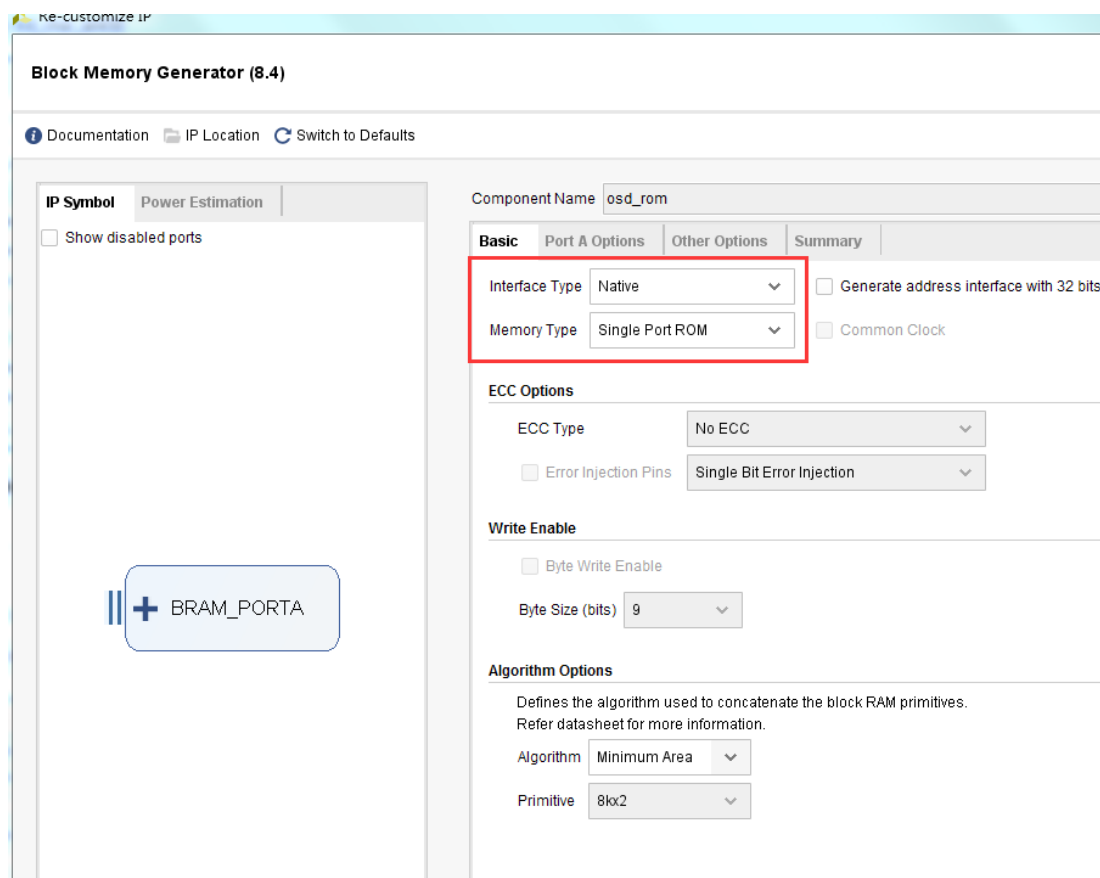 Re-customize IP
Block Memory Generator (8.4)
Documentation IP Location Switch to Defaults
IP Symbol Power Estimation
Show disabled ports
BRAM_PORTA
Component Name osd_rom
Basic Port A Options Other Options Summary
Interface Type Native Generate address interface with 32 bits
Memory Type Single Port ROM Common Clock
ECC Options
ECC Type No ECC
Error Injection Pins Single Bit Error Injection
Write Enable
Byte Write Enable
Byte Size (bits) 9
Algorithm Options
Defines the algorithm used to concatenate the block RAM primitives.
Refer datasheet for more information.
Algorithm Minimum Area
Primitive 8kx2